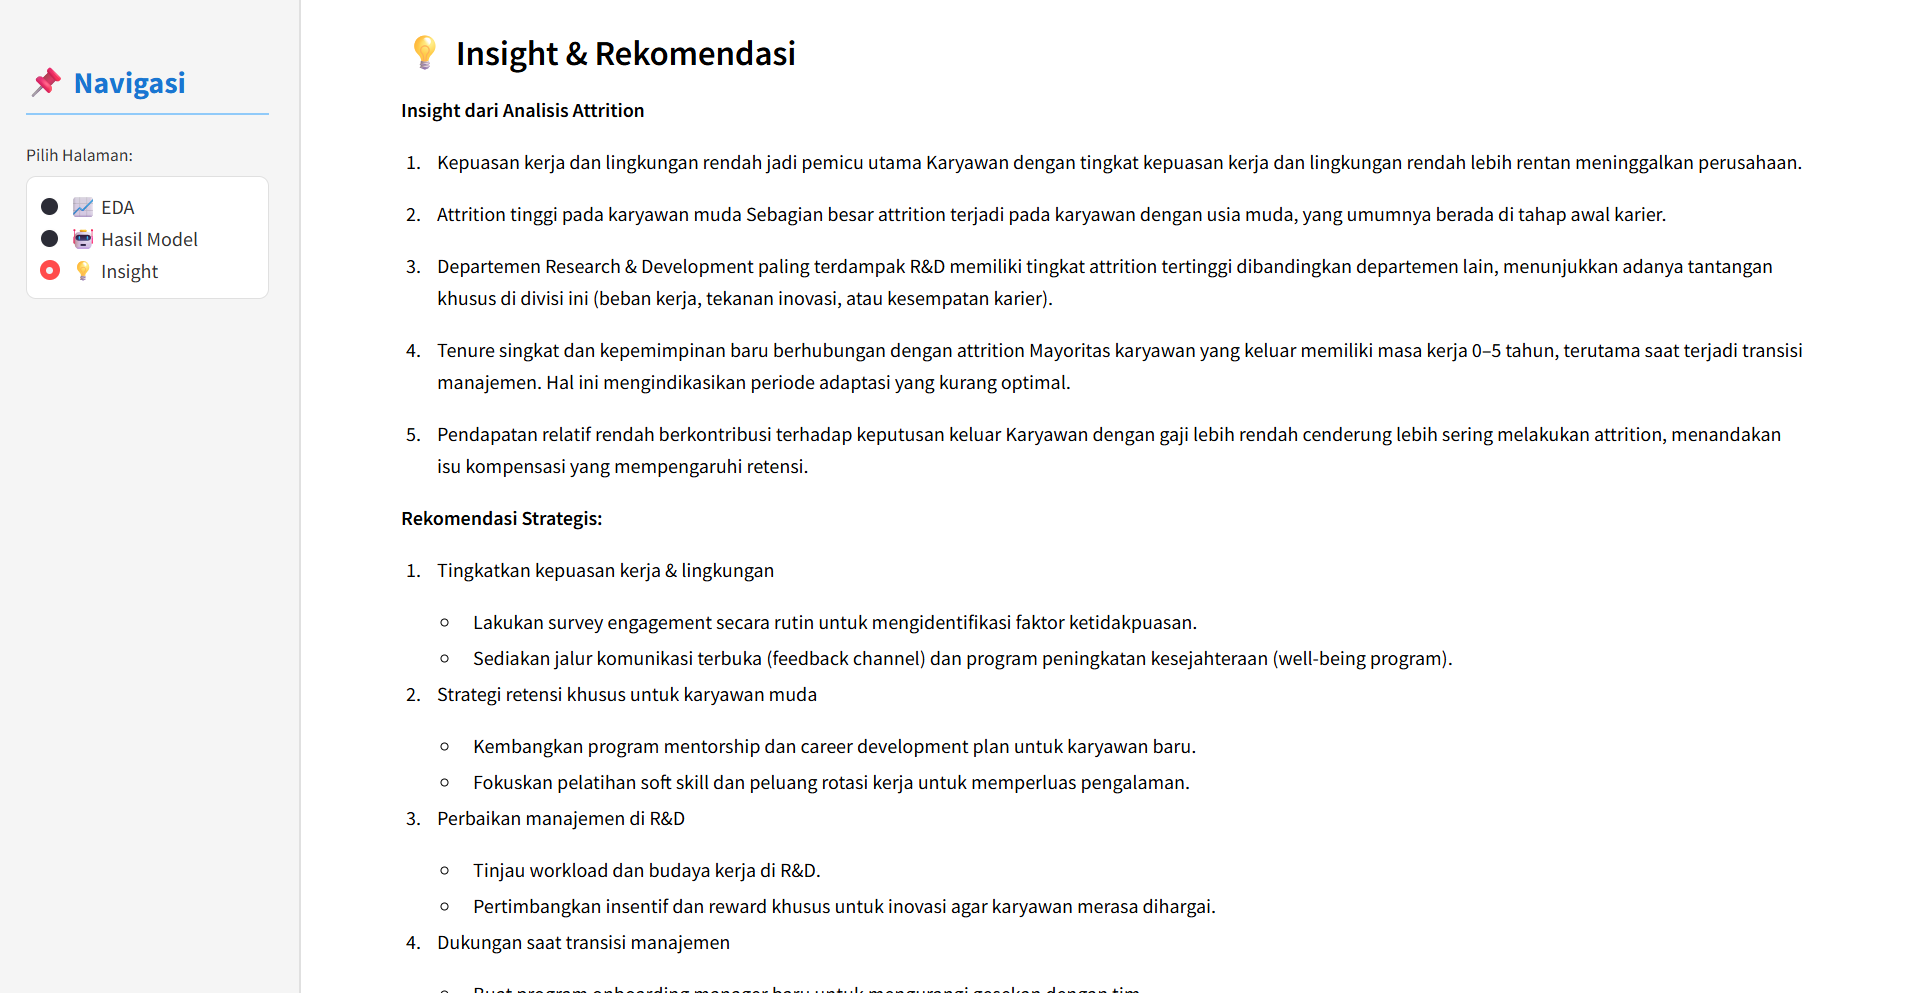 Navigasi
Pilih Halaman:
EDA
Hasil Model
Insight
Insight & Rekomendasi
Insight dari Analisis Attrition
1. Kepuasan kerja dan lingkungan rendah jadi pemicu utama Karyawan dengan tingkat kepuasan kerja dan lingkungan rendah lebih rentan meninggalkan perusahaan.
2. Attrition tinggi pada karyawan muda Sebagian besar attrition terjadi pada karyawan dengan usia muda, yang umumnya berada di tahap awal karier.
3. Departemen Research & Development paling terdampak R&D memiliki tingkat attrition tertinggi dibandingkan departemen lain, menunjukkan adanya tantangan
khusus di divisi ini (beban kerja, tekanan inovasi, atau kesempatan karier).
4. Tenure singkat dan kepemimpinan baru berhubungan dengan attrition Mayoritas karyawan yang keluar memiliki masa kerja 0–5 tahun, terutama saat terjadi transisi
manajemen. Hal ini mengindikasikan periode adaptasi yang kurang optimal.
5. Pendapatan relatif rendah berkontribusi terhadap keputusan keluar Karyawan dengan gaji lebih rendah cenderung lebih sering melakukan attrition, menandakan
isu kompensasi yang mempengaruhi retensi.
Rekomendasi Strategis:
1. Tingkatkan kepuasan kerja & lingkungan
Lakukan survey engagement secara rutin untuk mengidentifikasi faktor ketidakpuasan.
Sediakan jalur komunikasi terbuka (feedback channel) dan program peningkatan kesejahteraan (well-being program).
2. Strategi retensi khusus untuk karyawan muda
Kembangkan program mentorship dan career development plan untuk karyawan baru.
Fokuskan pelatihan soft skill dan peluang rotasi kerja untuk memperluas pengalaman.
3. Perbaikan manajemen di R&D
Tinjau workload dan budaya kerja di R&D.
Pertimbangkan insentif dan reward khusus untuk inovasi agar karyawan merasa dihargai.
4. Dukungan saat transisi manajemen
Buat program onboarding manager baru untuk mengurangi gesekan dengan tim.